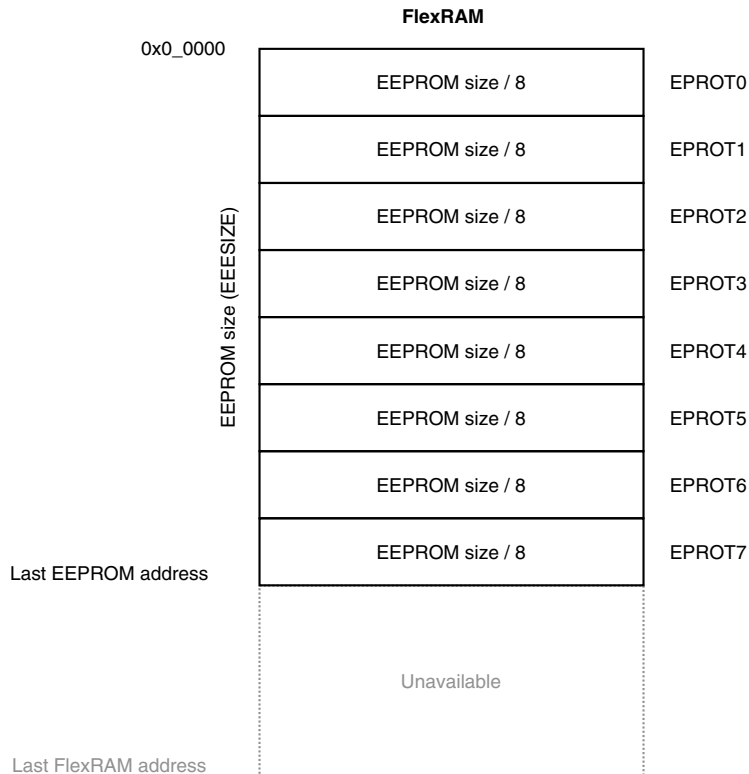 FlexRAM
0x0_0000
EEPROM size / 8 EPROT0
EEPROM size / 8 EPROT1
EEPROM size / 8 EPROT2
EEPROM size / 8 EPROT3
EEPROM size / 8 EPROT4
EEPROM size / 8 EPROT5
EEPROM size / 8 EPROT6
EEPROM size / 8 EPROT7
EEPROM size (EEESIZE)
Last EEPROM address
Unavailable
Last FlexRAM address